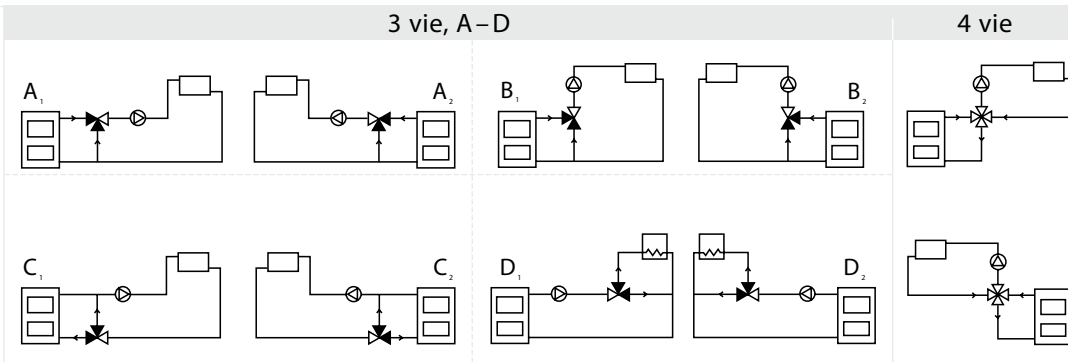 3 vie, A–D
4 vie
A₁
A₂
B₁
B₂
C₁
C₂
D₁
D₂